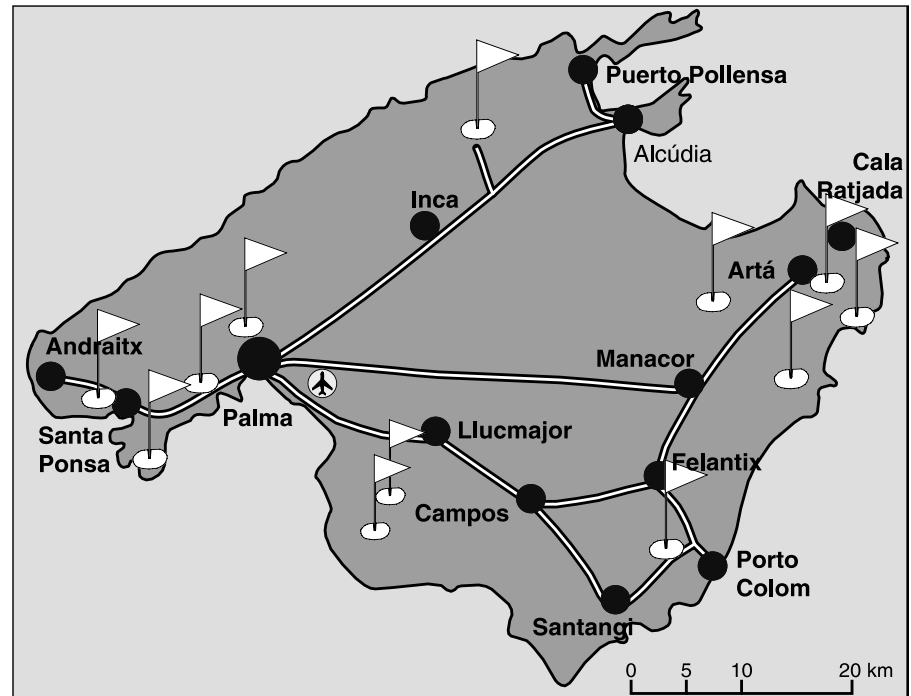 Puerto Pollensa
Alcúdia
Cala
Ratjada
Inca
Artá
Andraitx
Manacor
Santa
Ponsa
Palma
Llucmajor
Felantix
Campos
Porto
Colom
Santangi
0 5 10 20 km